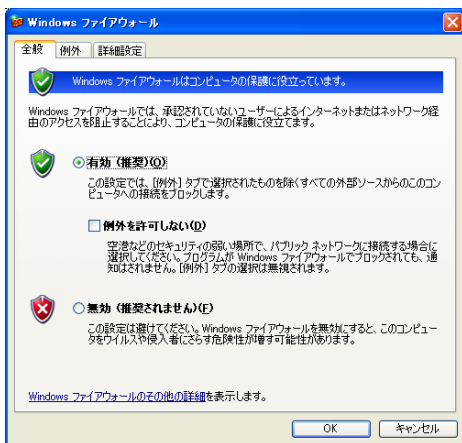 Windows ファイアウォール
全般 例外 詳細設定
Windows ファイアウォールはコンピュータの保護に役立っています。
Windows ファイアウォールでは、承認されていないユーザーによるインターネットまたはネットワーク経
由のアクセスを阻止することにより、コンピュータの保護に役立てます。
有効 (推奨)(O)
この設定では、[例外] タブで選択されたものを除くすべての外部ソースからのこのコン
ピュータへの接続をブロックします。
例外を許可しない(D)
空港などのセキュリティの弱い場所で、パブリック ネットワークに接続する場合に
選択してください。プログラムが Windows ファイアウォールでブロックされても、通
知はされません。[例外] タブの選択は無視されます。
無効 (推奨されません)(F)
この設定は避けてください。Windows ファイアウォールを無効にすると、このコンピュー
タをウイルスや侵入者にさらす危険性が増す可能性があります。
Windows ファイアウォールのその他の詳細を表示します。
OK キャンセル